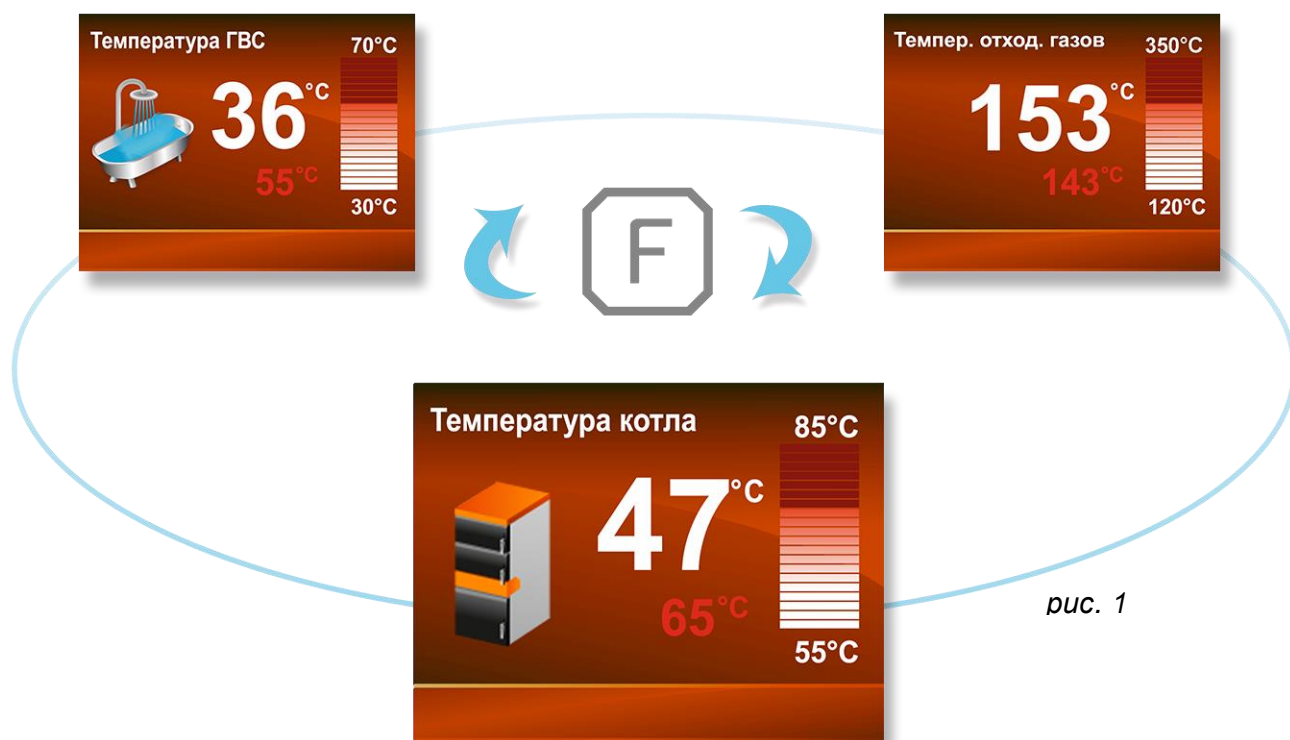 Температура ГВС
70°C
36°C
55°C
30°C
Темпер. отход. газов
350°C
153°C
143°C
120°C
F
Температура котла
85°C
47°C
65°C
55°C
рис. 1